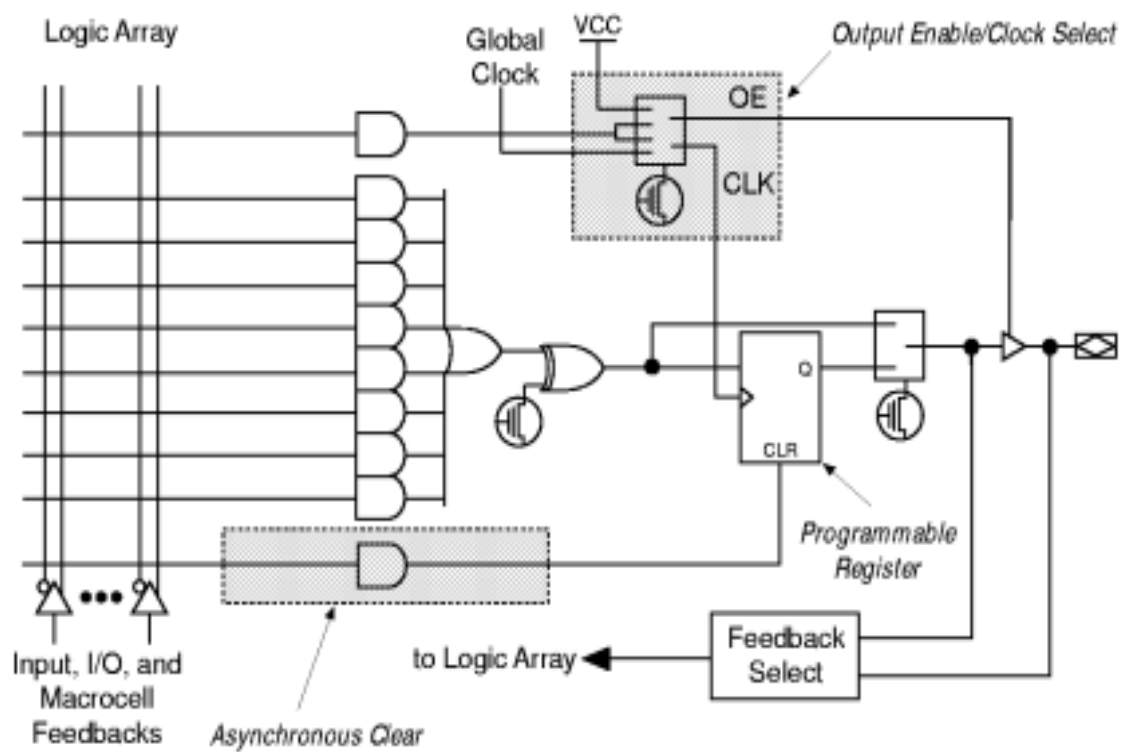 Logic Array
Global
Clock
VCC
Output Enable/Clock Select
OE
CLK
Q
CLR
Programmable
Register
Feedback
Select
to Logic Array
Input, I/O, and
Macrocell
Feedbacks
Asynchronous Clear